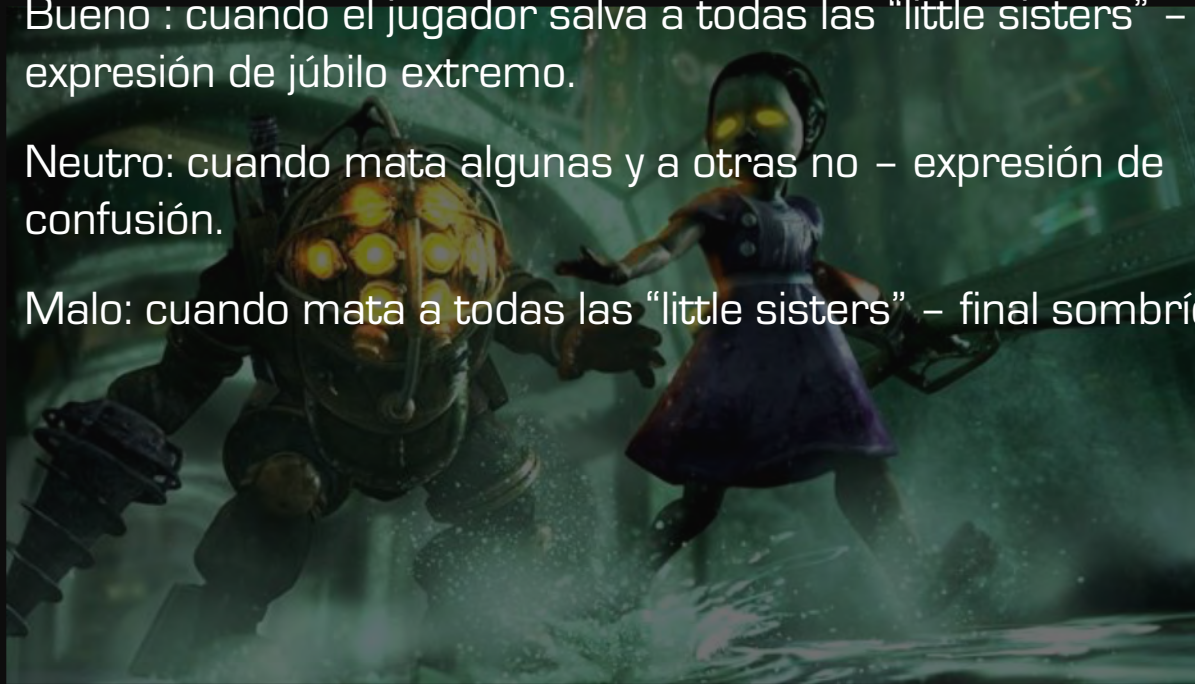 Bueno : cuando el jugador salva a todas las “little sisters” –
expresión de júbilo extremo.
Neutro: cuando mata algunas y a otras no – expresión de
confusión.
Malo: cuando mata a todas las “little sisters” – final sombrío